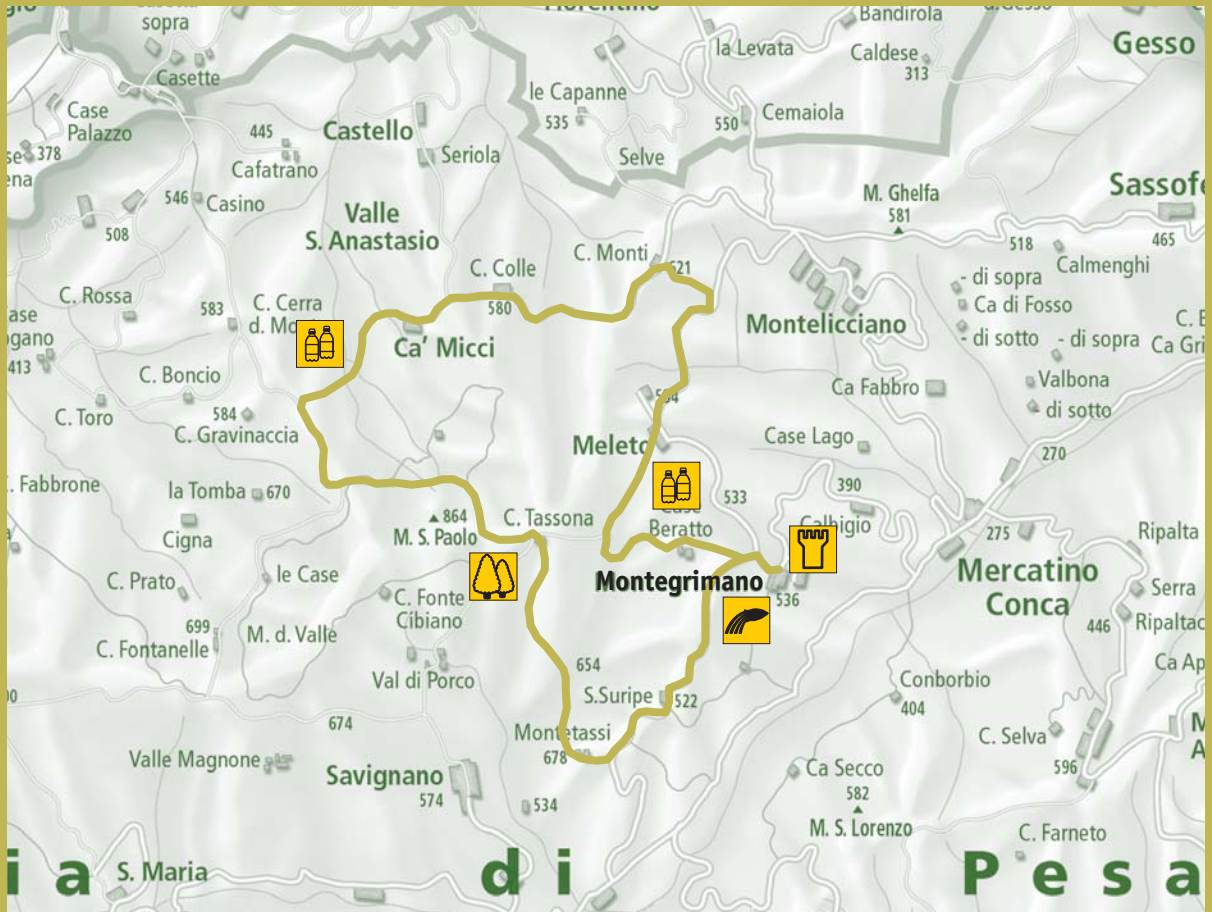 sopra
Casette
Case
Palazzo
378
445
Cafatrano
Castello
Seriola
546
Casino
508
Valle
S. Anastasio
le Capanne
535
la Levata
Bandirola
Caldese
313
Gesso
Cemaiola
550
Selve
M. Ghelfa
581
518
465
Calmenghi
C. Monti
C. Colle
580
C. Rossa
583
C. Cerra
413
Ca' Micci
C. Boncio
C. Toro
584
C. Gravinaccia
Montelicciano
- di sopra
Ca di Fosso
- di sotto
- di sopra
Valbona
di sotto
Ca Fabbro
Meleto
Case Lago
270
533
390
Calbigio
la Tomba
670
Cigna
864
M. S. Paolo
C. Tassona
Beratto
Montegrimano
536
275
Ripalta
Mercatino
Conca
Serra
446
C. Prato
le Case
C. Fonte
Cibiano
699
C. Fontanelle
M. d. Valle
Val di Porco
654
S.Suripe
522
Conborbio
404
674
Montetassi
678
C. Selva
596
Valle Magnone
Savignano
574
534
Ca Secco
582
M. S. Lorenzo
C. Farneto
S. Maria
i a d i P e s a